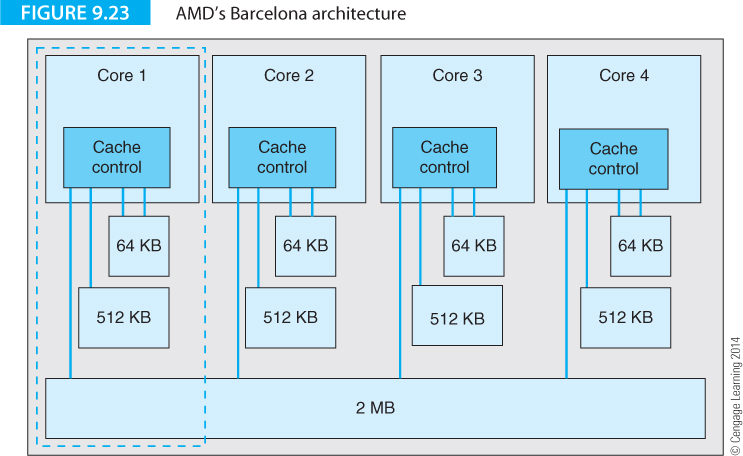 FIGURE 9.23 AMD's Barcelona architecture
Core 1 Core 2 Core 3 Core 4
Cache control Cache control Cache control Cache control
64 KB 64 KB 64 KB 64 KB
512 KB 512 KB 512 KB 512 KB
2 MB
© Cengage Learning 2014